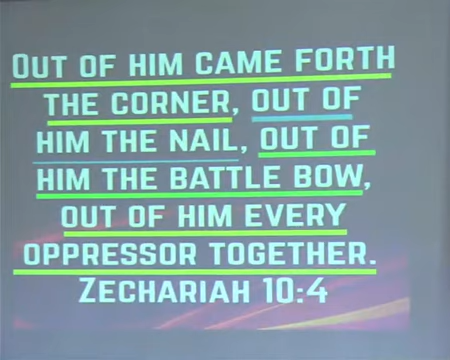 Out of him came forth
the corner, out of
him the nail, out of
him the battle bow,
out of him every
oppressor together.
Zechariah 10:4